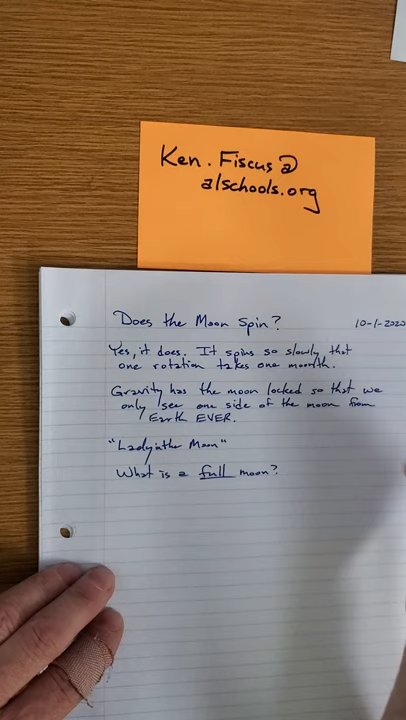 Ken.Fiscus@
alschools.org
Does the Moon Spin?
10-1-2020
Yes, it does. It spins so slowly that
one rotation takes one moonth.
Gravity has the moon locked so that we
only see one side of the moon from
Earth EVER.
"Lady in the Moon"
What is a full moon?